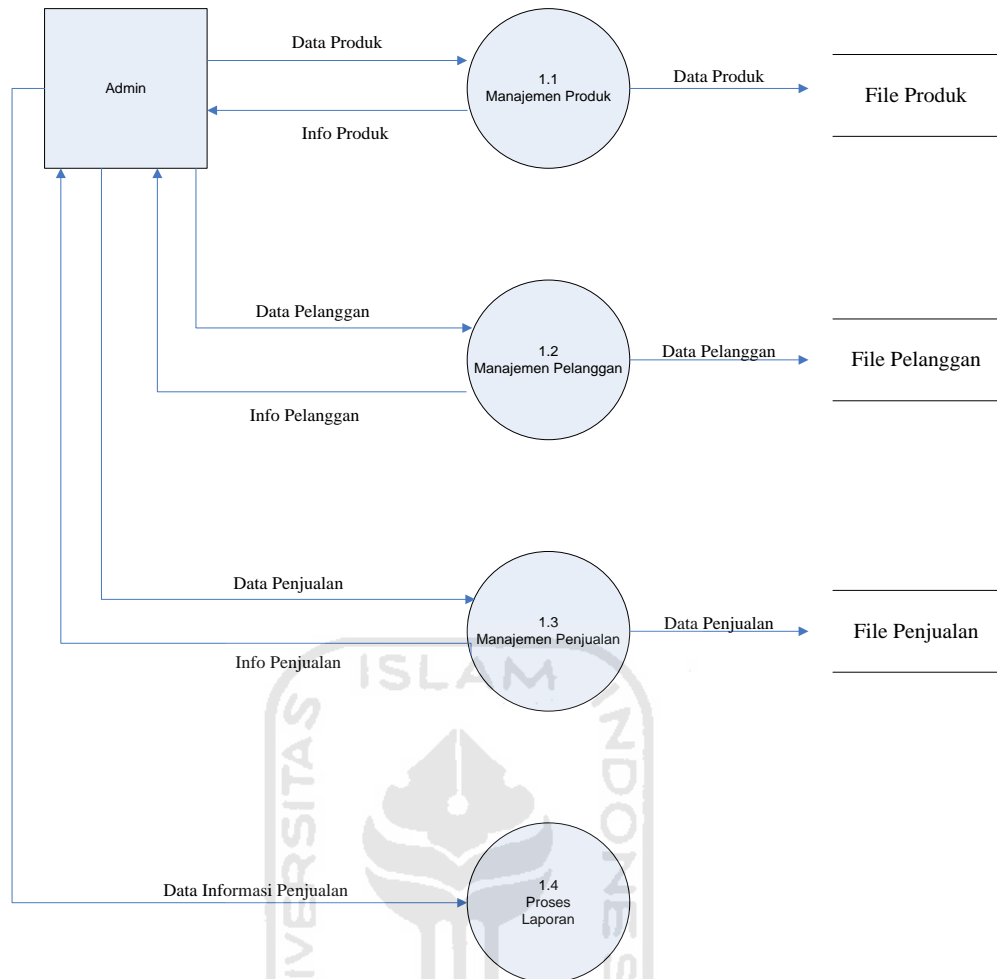 Admin
Data Produk
Info Produk
1.1
Manajemen Produk
Data Produk
File Produk
Data Pelanggan
Info Pelanggan
1.2
Manajemen Pelanggan
Data Pelanggan
File Pelanggan
Data Penjualan
Info Penjualan
1.3
Manajemen Penjualan
Data Penjualan
File Penjualan
Data Informasi Penjualan
1.4
Proses
Laporan
ISLAM
IVERSITAS
INDONES